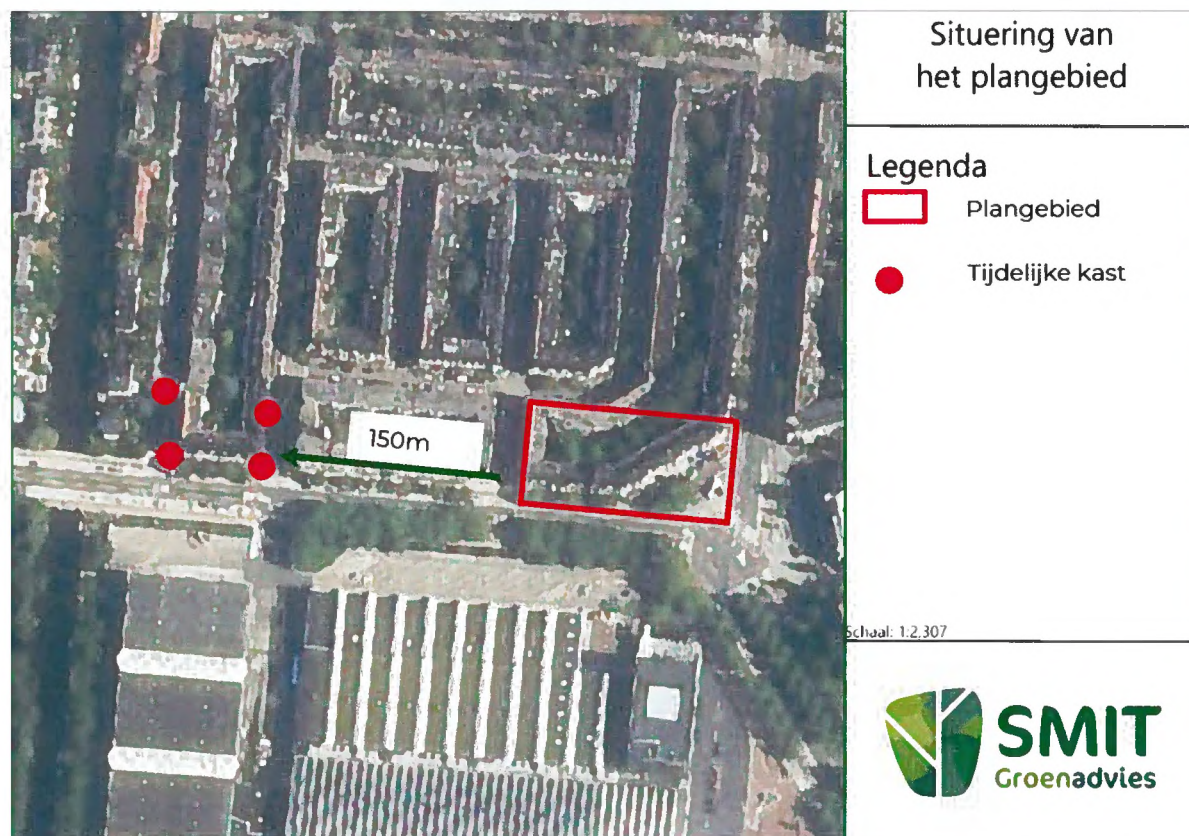 Situering van
het plangebied
Legenda
Plangebied
Tijdelijke kast
150m
Schaal: 1:2,307
SMIT
Groenadvies